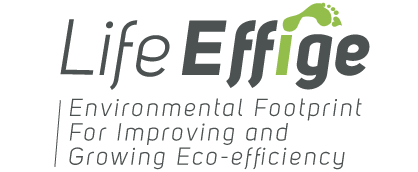 Life Effige
Environmental Footprint
For Improving and
Growing Eco-efficiency